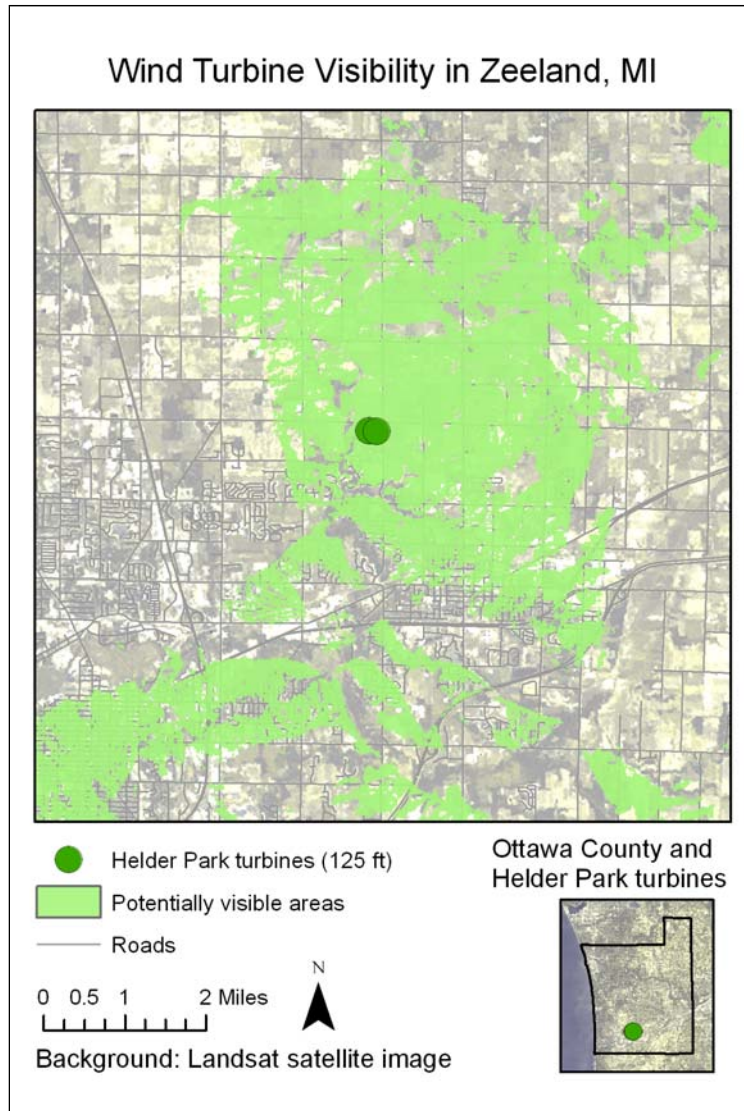 Wind Turbine Visibility in Zeeland, MI
Helder Park turbines (125 ft)
Potentially visible areas
Roads
0 0.5 1 2 Miles
N
Background: Landsat satellite image
Ottawa County and
Helder Park turbines